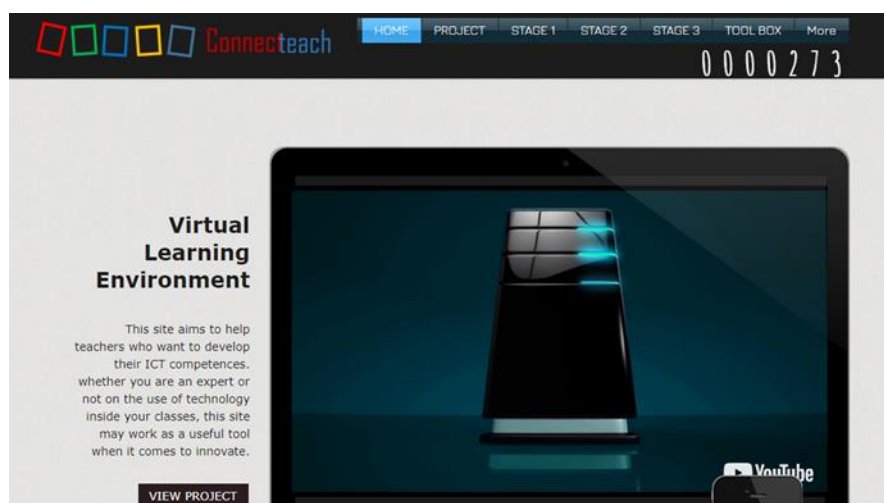 Connecteach
HOME PROJECT STAGE 1 STAGE 2 STAGE 3 TOOL BOX More
0000273
Virtual
Learning
Environment
This site aims to help
teachers who want to develop
their ICT competences.
whether you are an expert or
not on the use of technology
inside your classes, this site
may work as a useful tool
when it comes to innovate.
VIEW PROJECT
YouTube